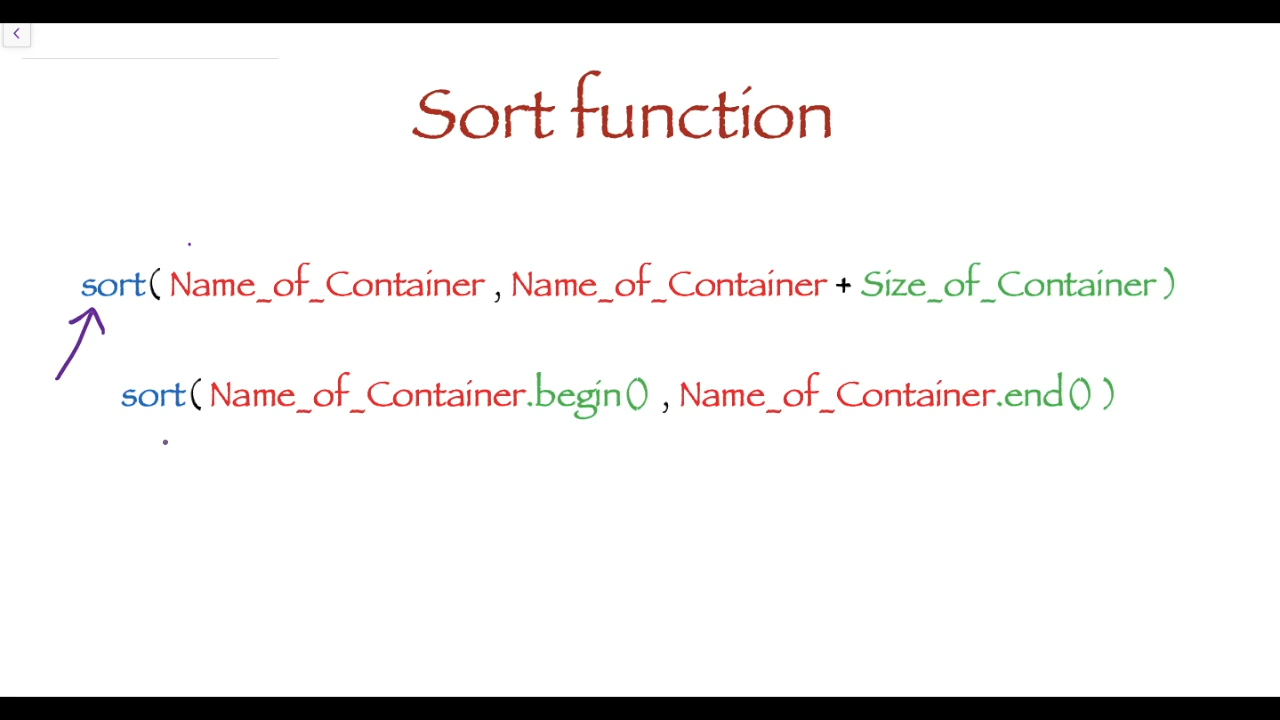 Sort function
sort( Name_of_Container , Name_of_Container + Size_of_Container )
sort( Name_of_Container.begin() , Name_of_Container.end() )